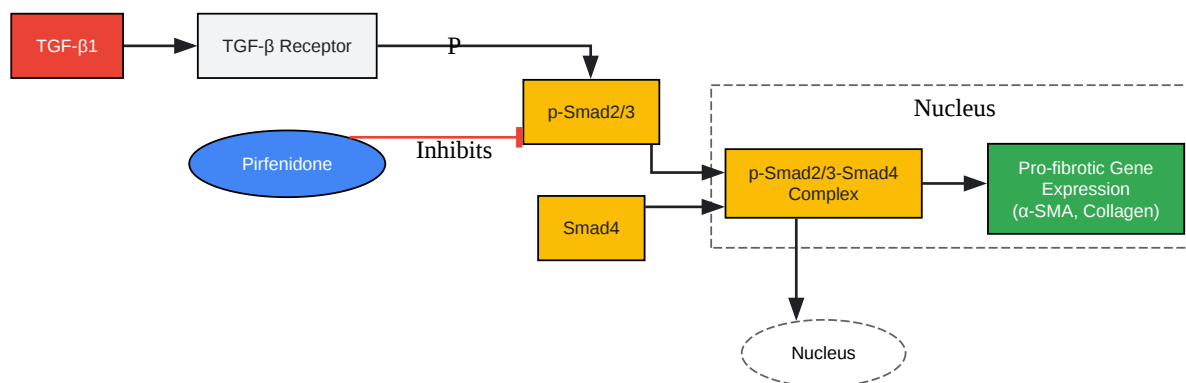 TGF-β1
TGF-β Receptor
P
p-Smad2/3
Nucleus
Inhibits
Pirfenidone
p-Smad2/3-Smad4
Complex
Pro-fibrotic Gene
Expression
(α-SMA, Collagen)
Smad4
Nucleus